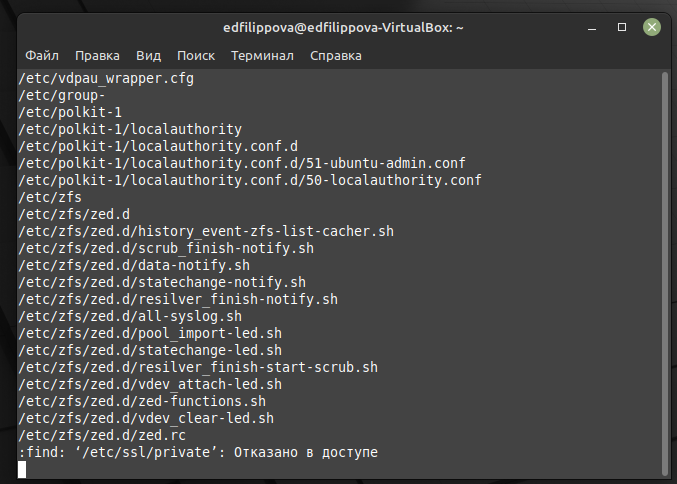 edfilippova@edfilippova-VirtualBox: ~
Файл Правка Вид Поиск Терминал Справка
/etc/vdpau_wrapper.cfg
/etc/group-
/etc/polkit-1
/etc/polkit-1/localauthority
/etc/polkit-1/localauthority.conf.d
/etc/polkit-1/localauthority.conf.d/51-ubuntu-admin.conf
/etc/polkit-1/localauthority.conf.d/50-localauthority.conf
/etc/zfs
/etc/zfs/zed.d
/etc/zfs/zed.d/history_event-zfs-list-cacher.sh
/etc/zfs/zed.d/scrub_finish-notify.sh
/etc/zfs/zed.d/data-notify.sh
/etc/zfs/zed.d/statechange-notify.sh
/etc/zfs/zed.d/resilver_finish-notify.sh
/etc/zfs/zed.d/all-syslog.sh
/etc/zfs/zed.d/pool_import-led.sh
/etc/zfs/zed.d/statechange-led.sh
/etc/zfs/zed.d/resilver_finish-start-scrub.sh
/etc/zfs/zed.d/vdev_attach-led.sh
/etc/zfs/zed.d/zed-functions.sh
/etc/zfs/zed.d/vdev_clear-led.sh
/etc/zfs/zed.d/zed.rc
:find: ‘/etc/ssl/private’: Отказано в доступе